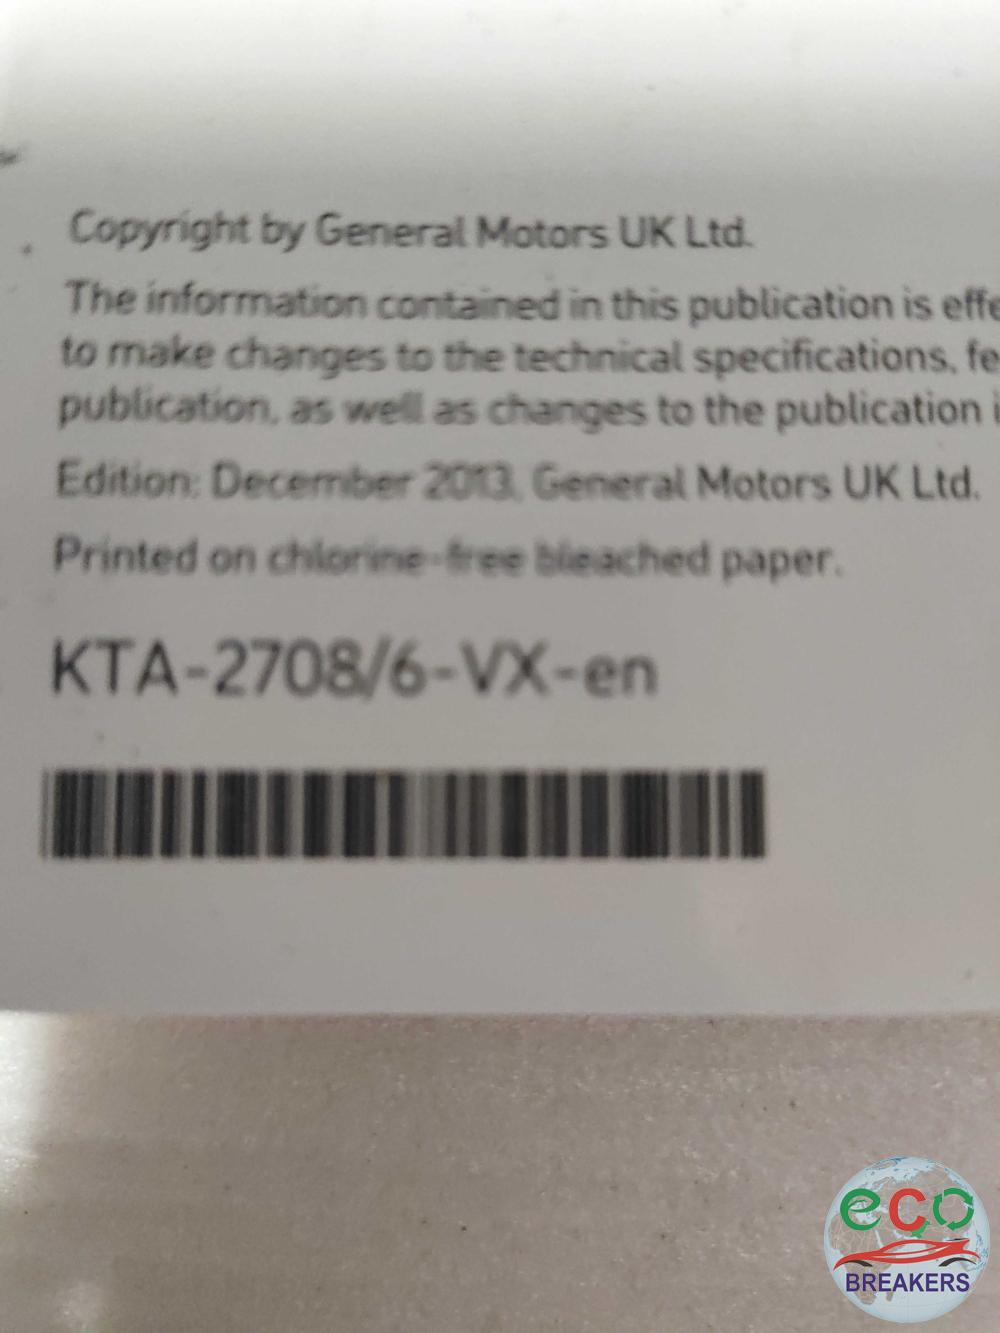 Copyright by General Motors UK Ltd.
The information contained in this publication is effe
to make changes to the technical specifications, fe
publication, as well as changes to the publication i
Edition: December 2013, General Motors UK Ltd.
Printed on chlorine-free bleached paper.
KTA-2708/6-VX-en
eco
BREAKERS